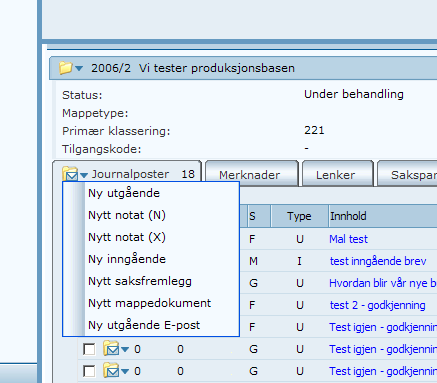 2006/2 Vi tester produksjonsbasen
Status: Under behandling
Mappetype:
Primær klassering: 221
Tilgangskode: -
Journalposter 18 Merknader Lenker Sakspar
Ny utgående
Nytt notat (N)
Nytt notat (X)
Ny inngående
Nytt saksfremlegg
Nytt mappedokument
Ny utgående E-post
S Type Innhold
F U Mal test
M I test inngående brev
G U Hvordan blir vår nye b
F U test 2 - godkjenning
F U Test igjen - godkjennin
0 0 G U Test igjen - godkjennin
0 0 G U Test igjen - godkjennin